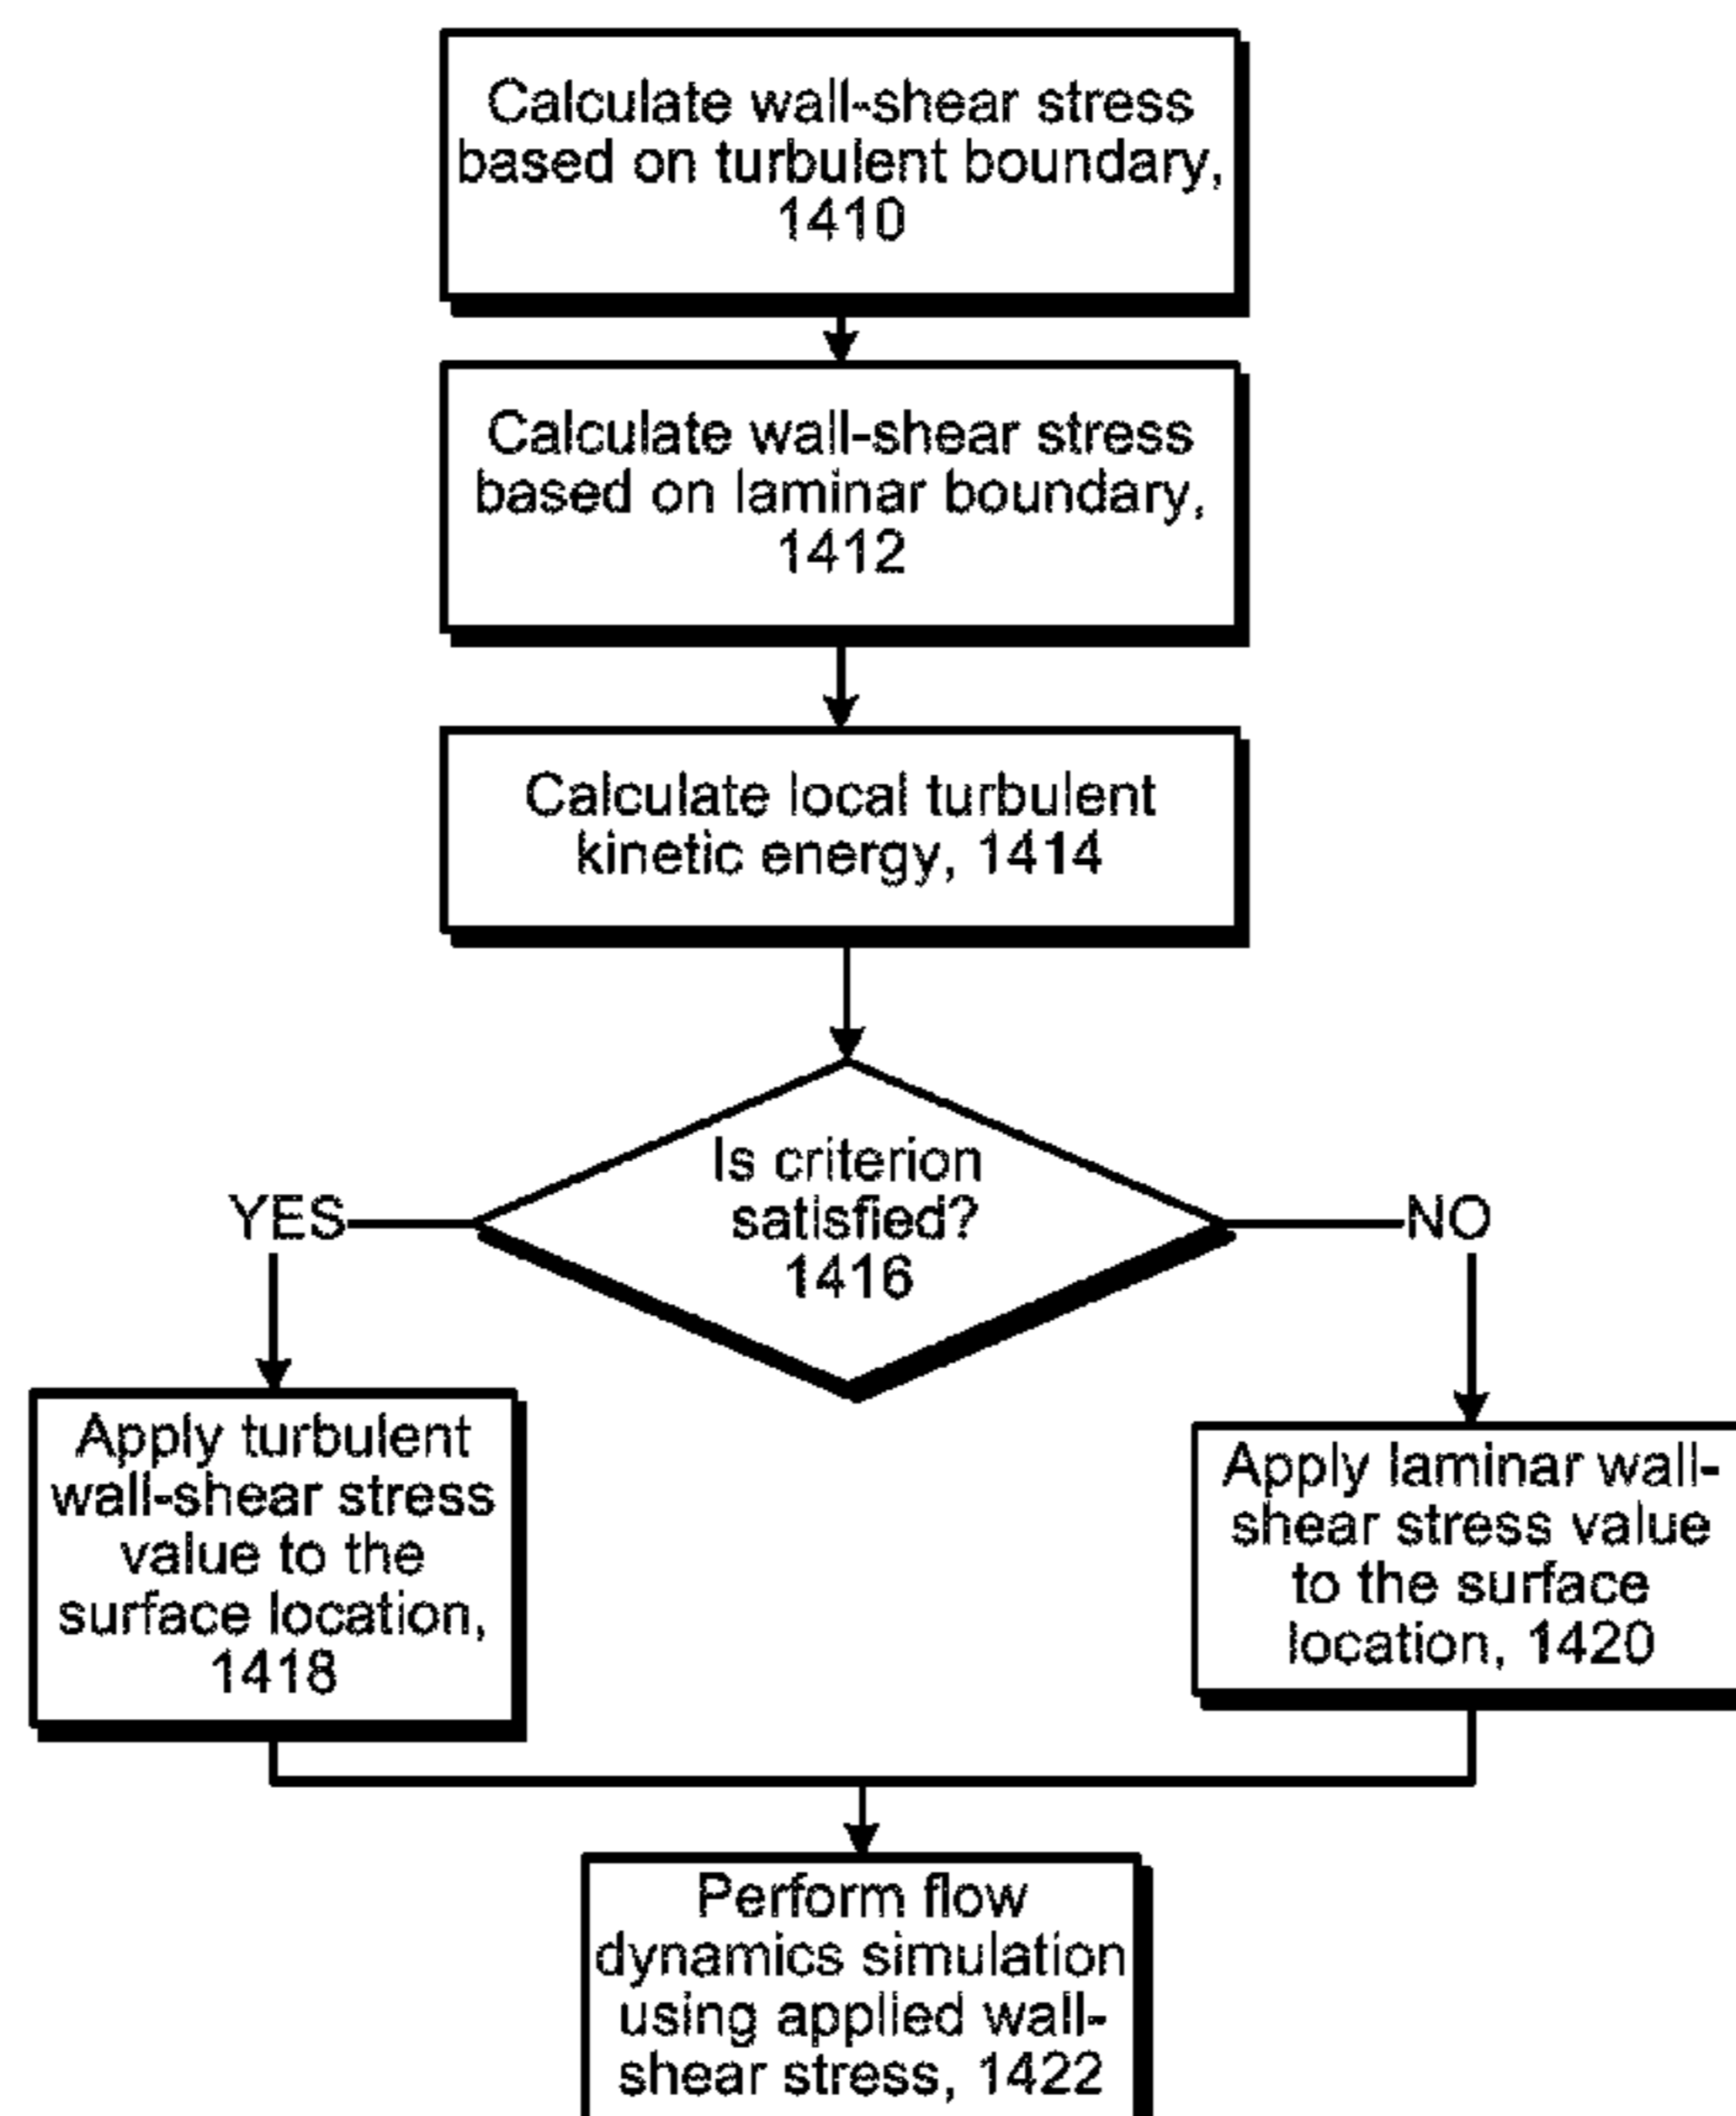 Calculate wall-shear stress
based on turbulent boundary,
1410
Calculate wall-shear stress
based on laminar boundary,
1412
Calculate local turbulent
kinetic energy, 1414
Is criterion
satisfied?
1416
YES
NO
Apply turbulent
wall-shear stress
value to the
surface location,
1418
Apply laminar wall-
shear stress value
to the surface
location, 1420
Perform flow
dynamics simulation
using applied wall-
shear stress, 1422